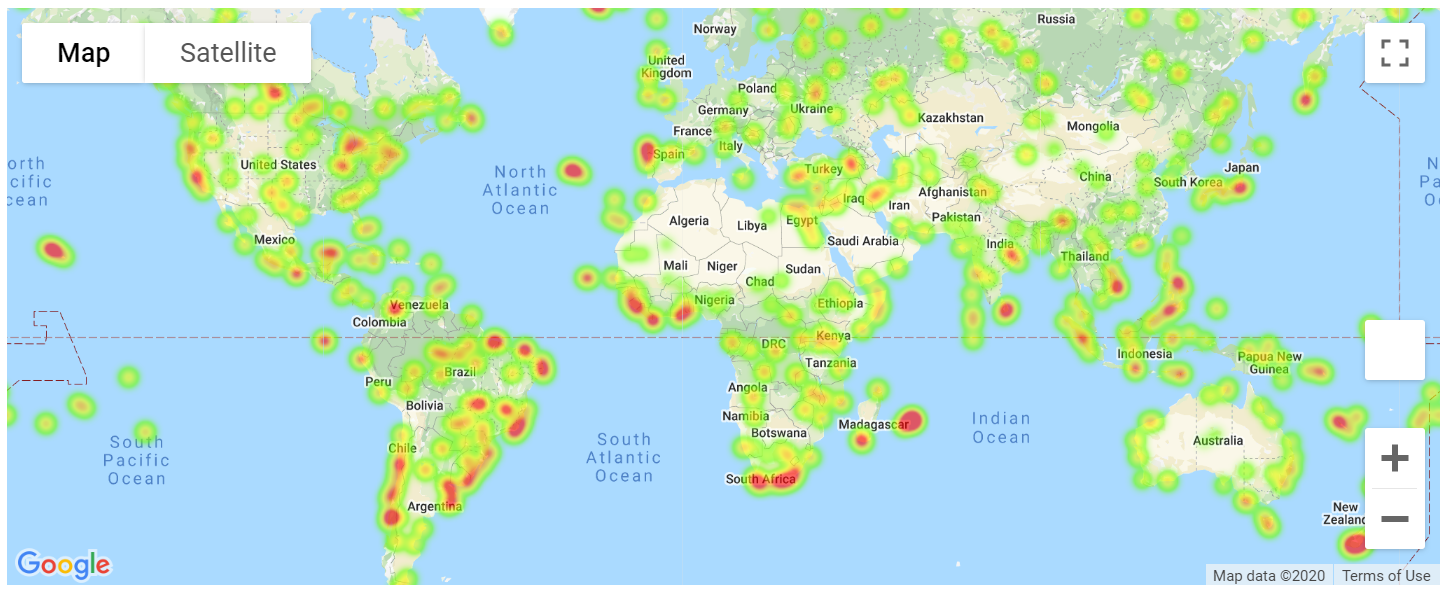 Map
Satellite
Norway
Russia
United
Kingdom
Poland
Germany
Ukraine
Kazakhstan
Mongolia
France
Italy
Spain
Turkey
United States
North
Atlantic
Ocean
orth
cific
cean
Japan
South Korea
China
Afghanistan
Iraq
Iran
Pakistan
N
Pa
O
Algeria
Libya
Egypt
Saudi Arabia
Mexico
India
Thailand
Mali
Niger
Chad
Sudan
Nigeria
Ethiopia
Venezuela
Colombia
DRC
Kenya
Tanzania
Indonesia
Papua New
Guinea
Peru
Brazil
Bolivia
Angola
Namibia
Botswana
Madagascar
Indian
Ocean
Australia
South
Pacific
Ocean
Chile
South
Atlantic
Ocean
South Africa
Argentina
New
Zealand
Google
Map data ©2020
Terms of Use